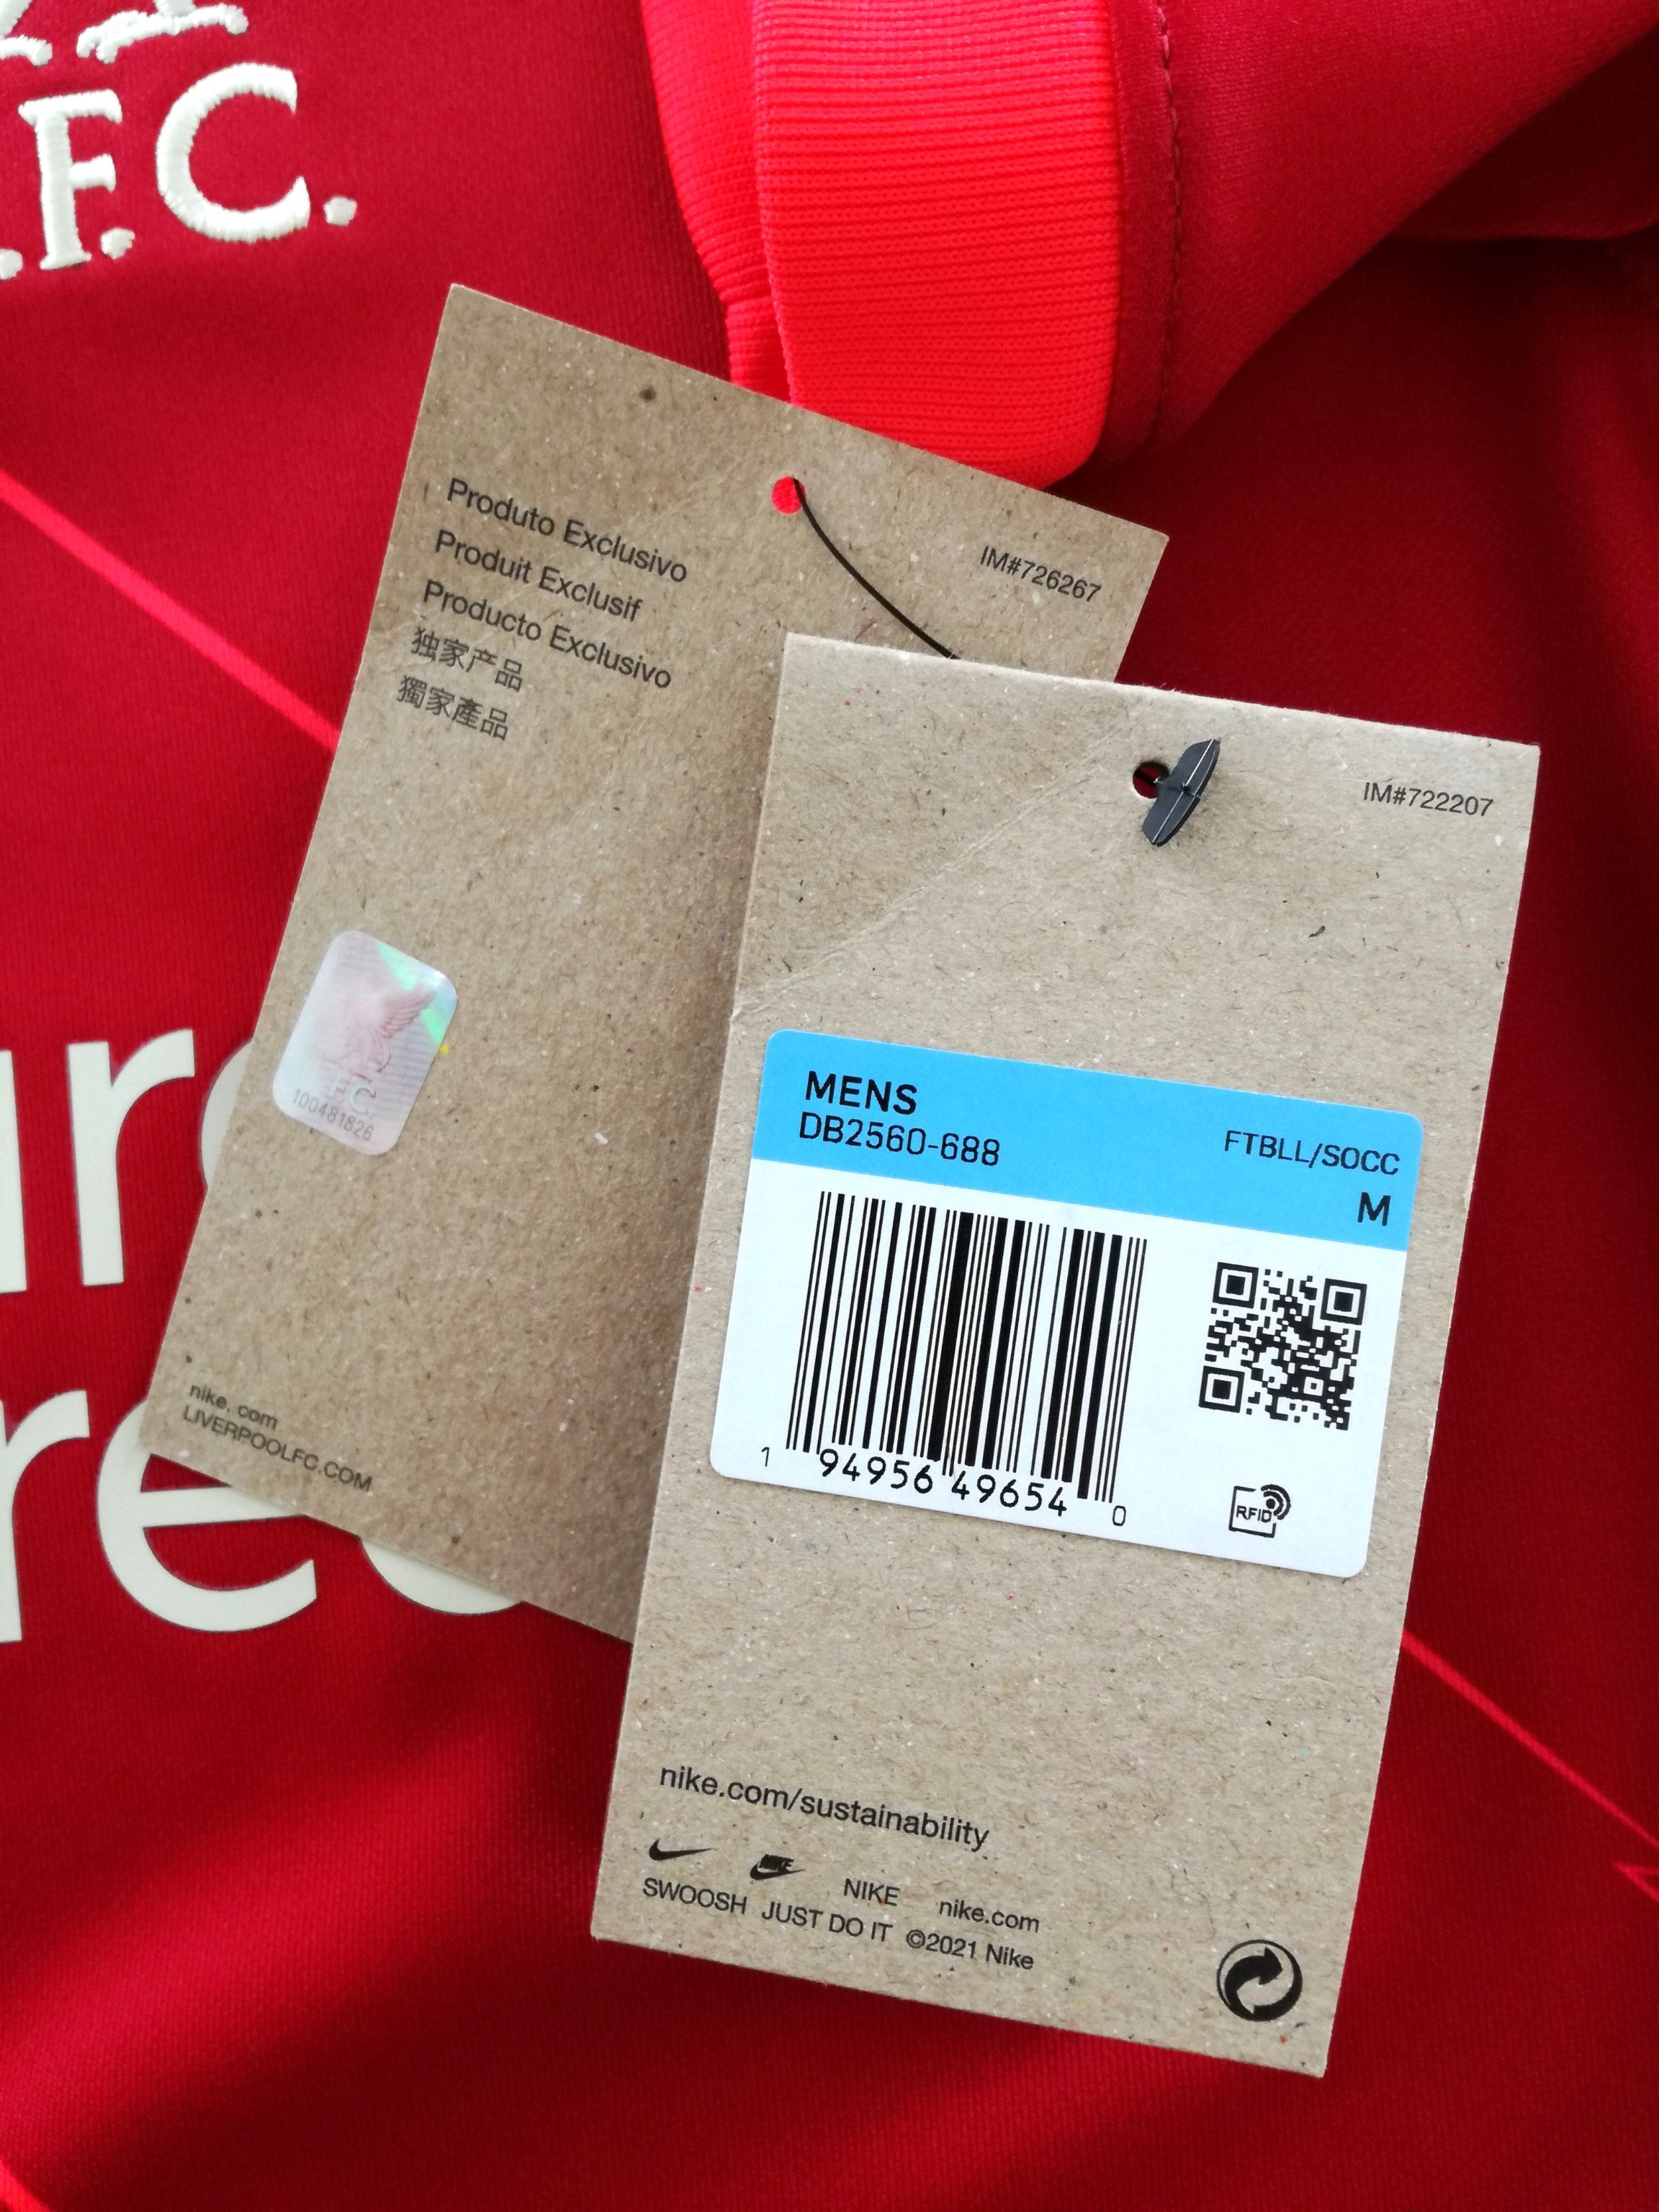 .F.C.
Produto Exclusivo
Produit Exclusif
Producto Exclusivo
独家产品
獨家產品
IM#726267
100481826
nike. com
LIVERPOOLFC.COM
IM#722207
MENS
DB2560-688
FTBLL/SOCC
M
1 94956 49654 0
RFID
nike.com/sustainability
NIKE NIKE nike.com
SWOOSH JUST DO IT ©2021 Nike